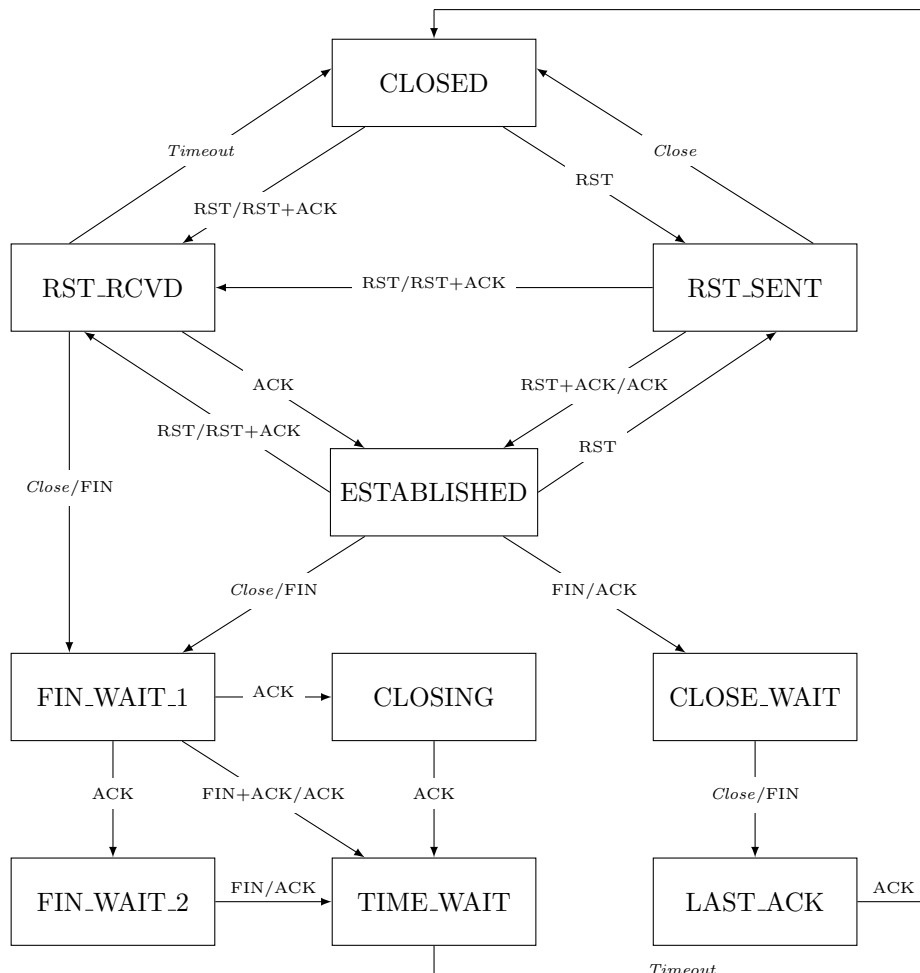 CLOSED
Timeout
Close
RST
RST/RST+ACK
RST_RCVD
RST/RST+ACK
RST_SENT
ACK
RST+ACK/ACK
RST/RST+ACK
RST
Close/FIN
ESTABLISHED
Close/FIN
FIN/ACK
FIN_WAIT_1
ACK
CLOSING
CLOSE_WAIT
ACK
FIN+ACK/ACK
ACK
Close/FIN
FIN_WAIT_2
FIN/ACK
TIME_WAIT
LAST_ACK
ACK
Timeout